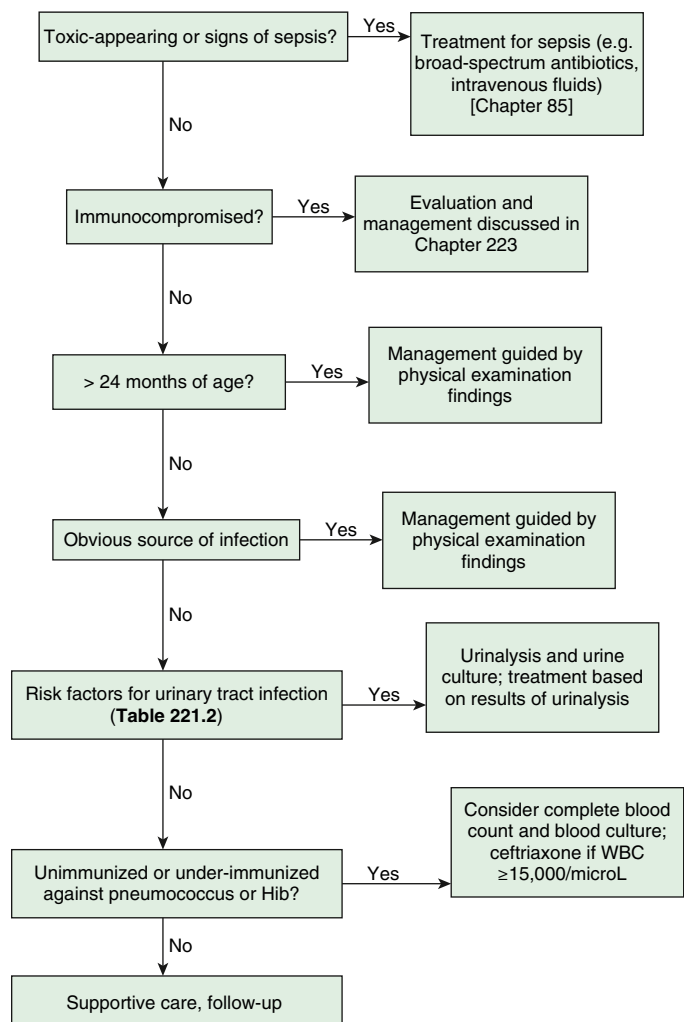 Toxic-appearing or signs of sepsis?
Yes
Treatment for sepsis (e.g.
broad-spectrum antibiotics,
intravenous fluids)
[Chapter 85]
No
Immunocompromised?
Yes
Evaluation and
management discussed in
Chapter 223
No
> 24 months of age?
Yes
Management guided by
physical examination
findings
No
Obvious source of infection
Yes
Management guided by
physical examination
findings
No
Risk factors for urinary tract infection
(Table 221.2)
Yes
Urinalysis and urine
culture; treatment based
on results of urinalysis
No
Unimmunized or under-immunized
against pneumococcus or Hib?
Yes
Consider complete blood
count and blood culture;
ceftriaxone if WBC
≥15,000/microL
No
Supportive care, follow-up